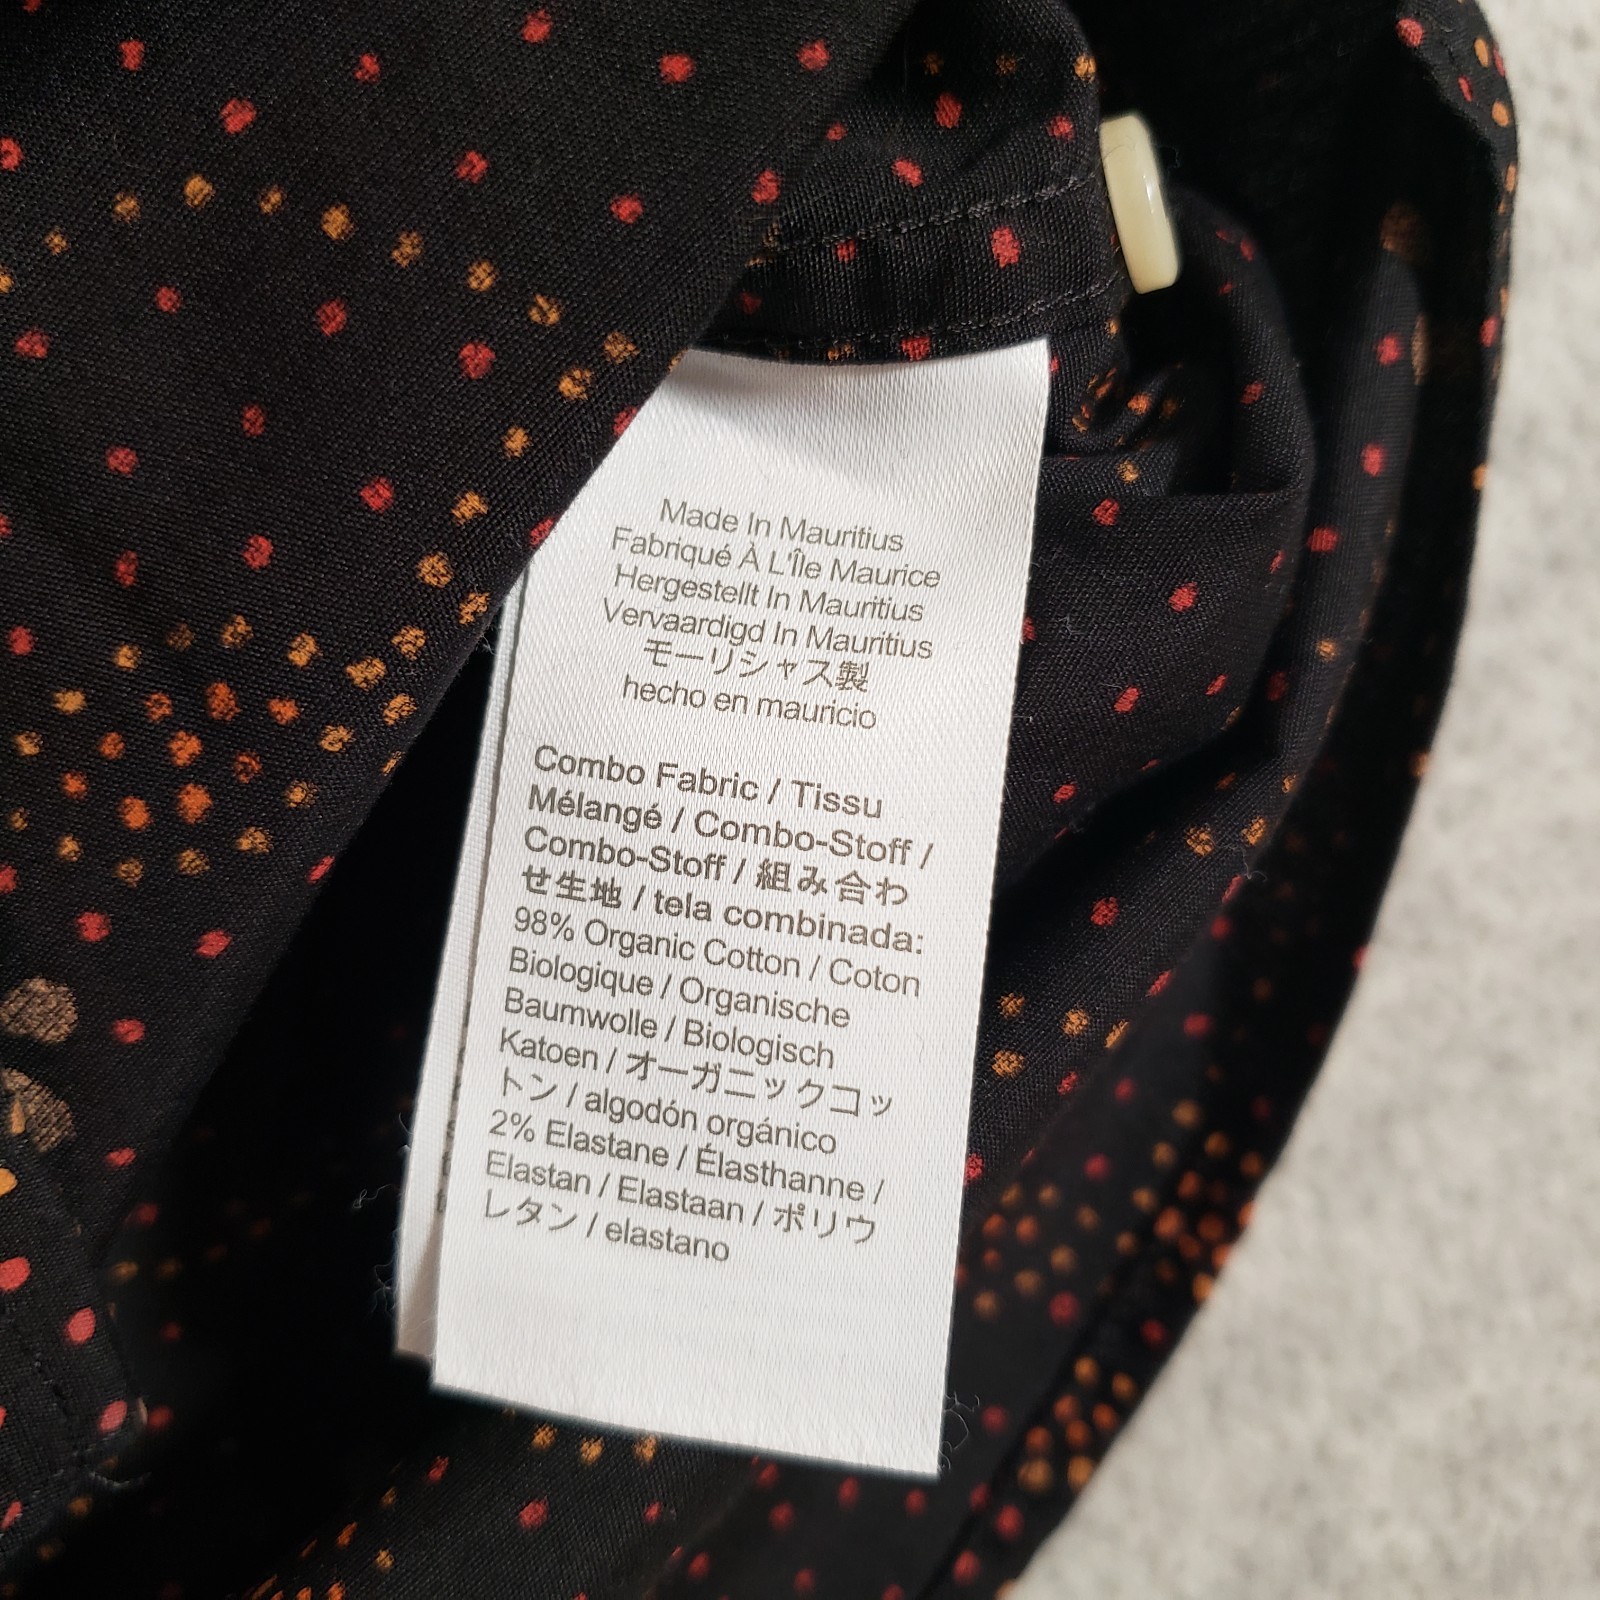 Made In Mauritius
Fabriqué À L'Île Maurice
Hergestellt In Mauritius
Vervaardigd In Mauritius
モーリシャス製
hecho en mauricio
Combo Fabric / Tissu
Mélangé / Combo-Stoff /
Combo-Stoff / 組み合わ
せ生地 / tela combinada:
98% Organic Cotton / Coton
Biologique / Organische
Baumwolle / Biologisch
Katoen / オーガニックコッ
トン / algodón orgánico
2% Elastane / Élasthanne /
Elastan / Elastaan / ポリウ
レタン / elastano